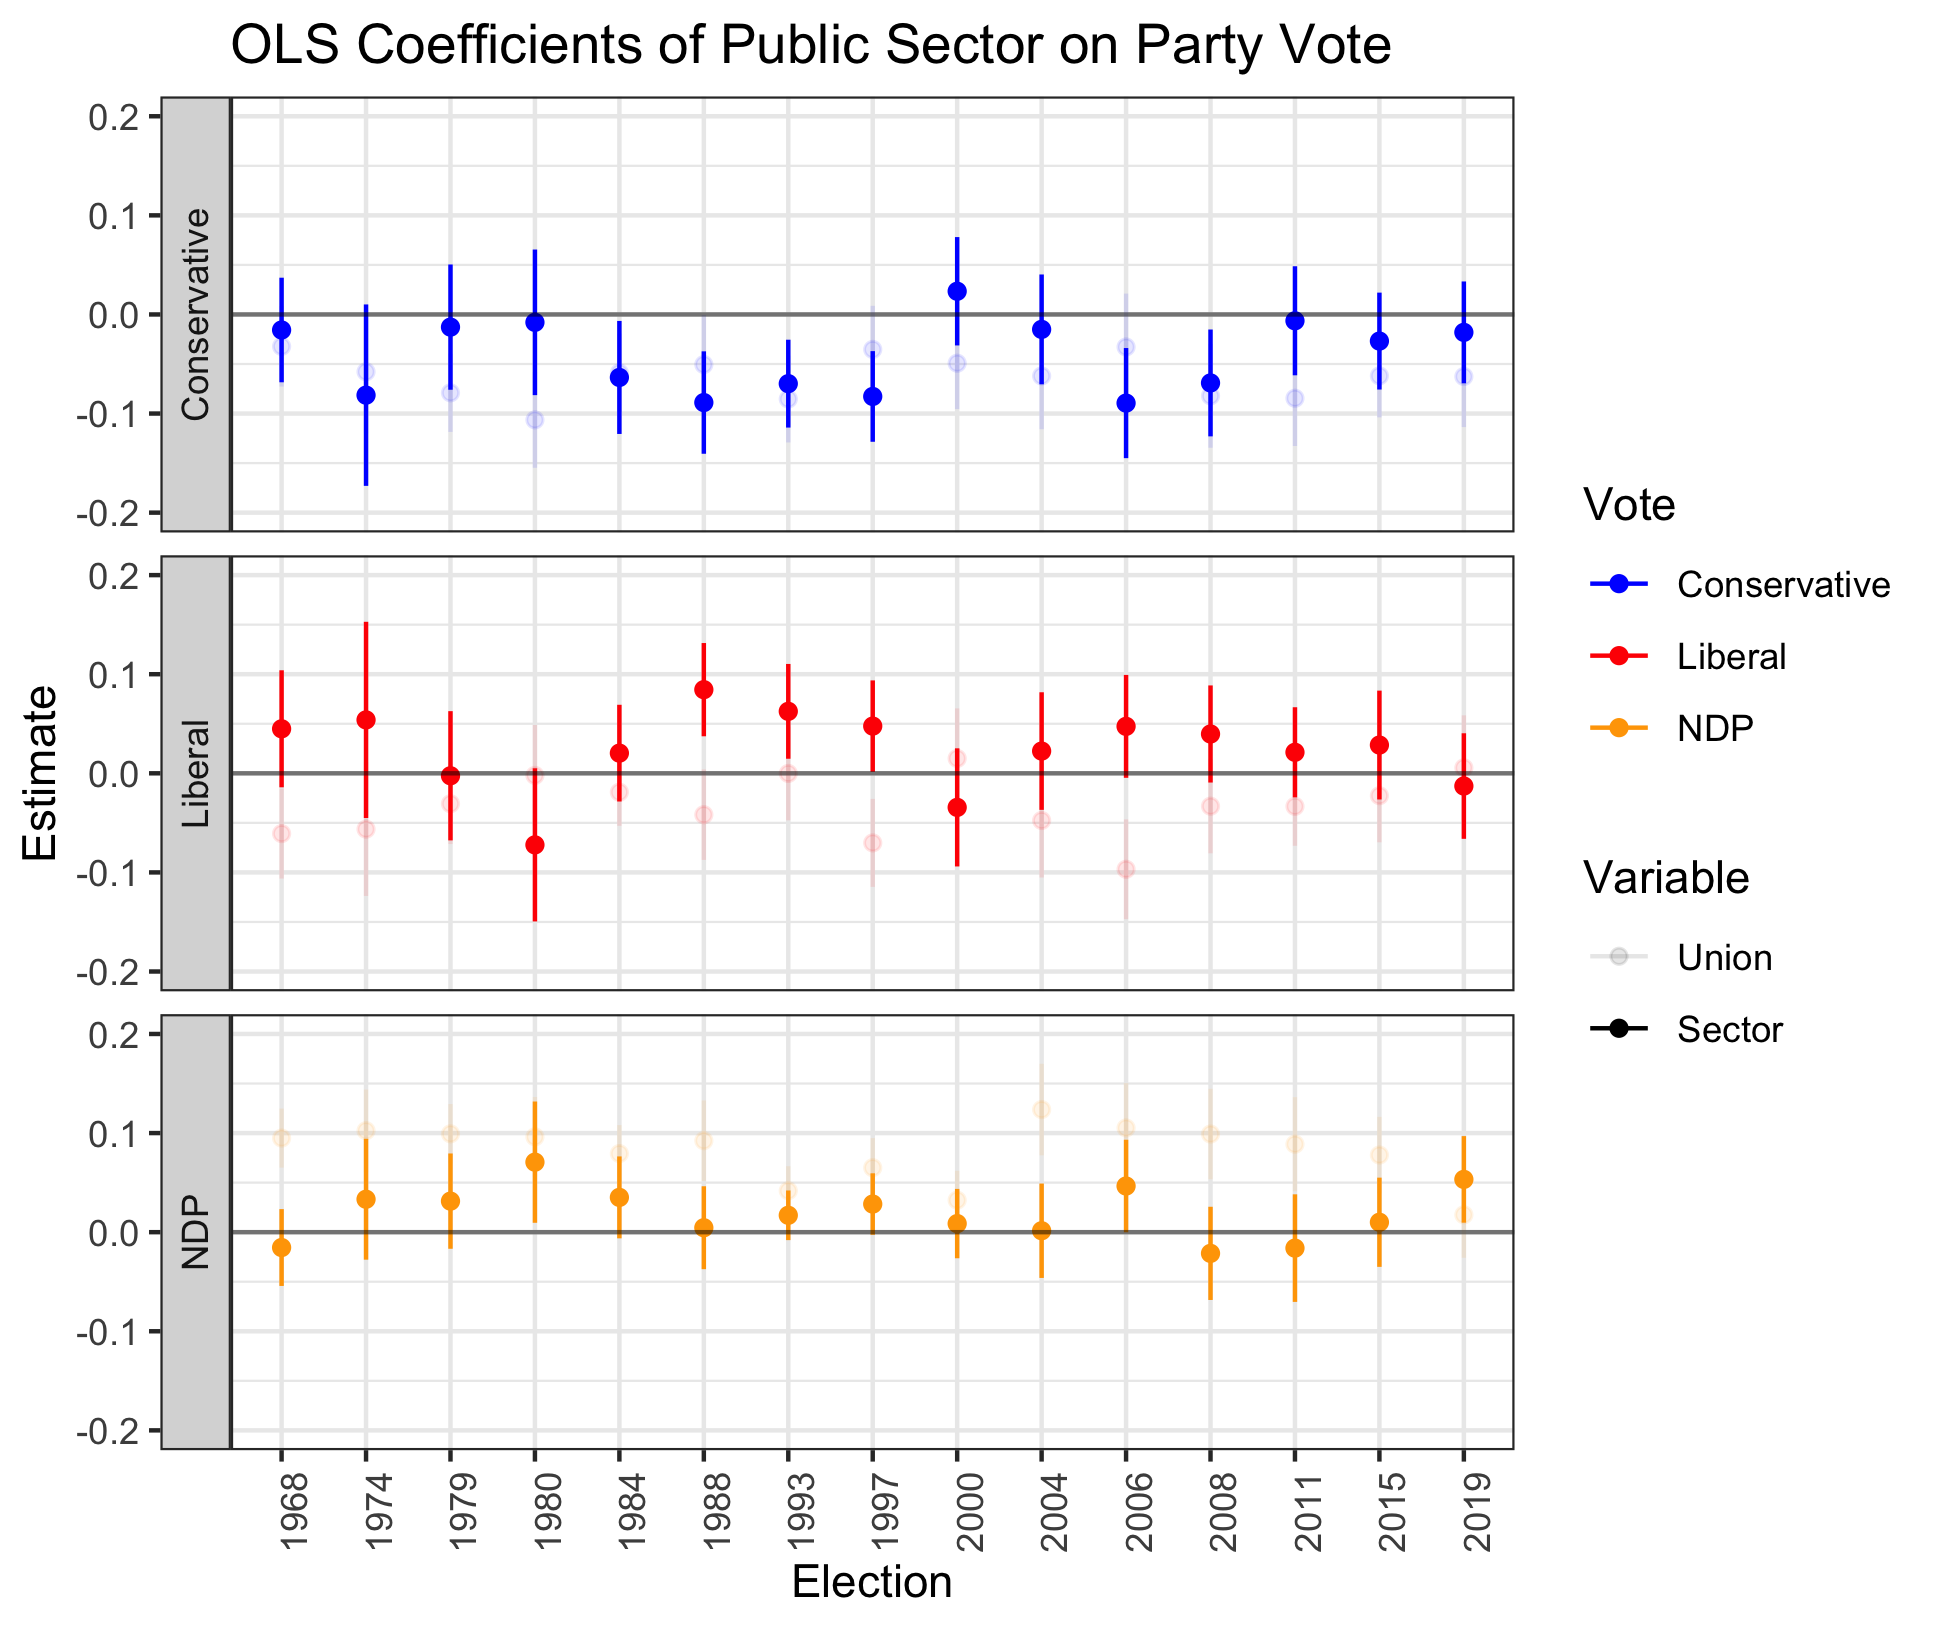 OLS Coefficients of Public Sector on Party Vote
Estimate
Conservative
0.2
0.1
0.0
-0.1
-0.2
Liberal
0.2
0.1
0.0
-0.1
-0.2
NDP
0.2
0.1
0.0
-0.1
-0.2
1968 1974 1979 1980 1984 1988 1993 1997 2000 2004 2006 2008 2011 2015 2019
Election
Vote
Conservative
Liberal
NDP
Variable
Union
Sector